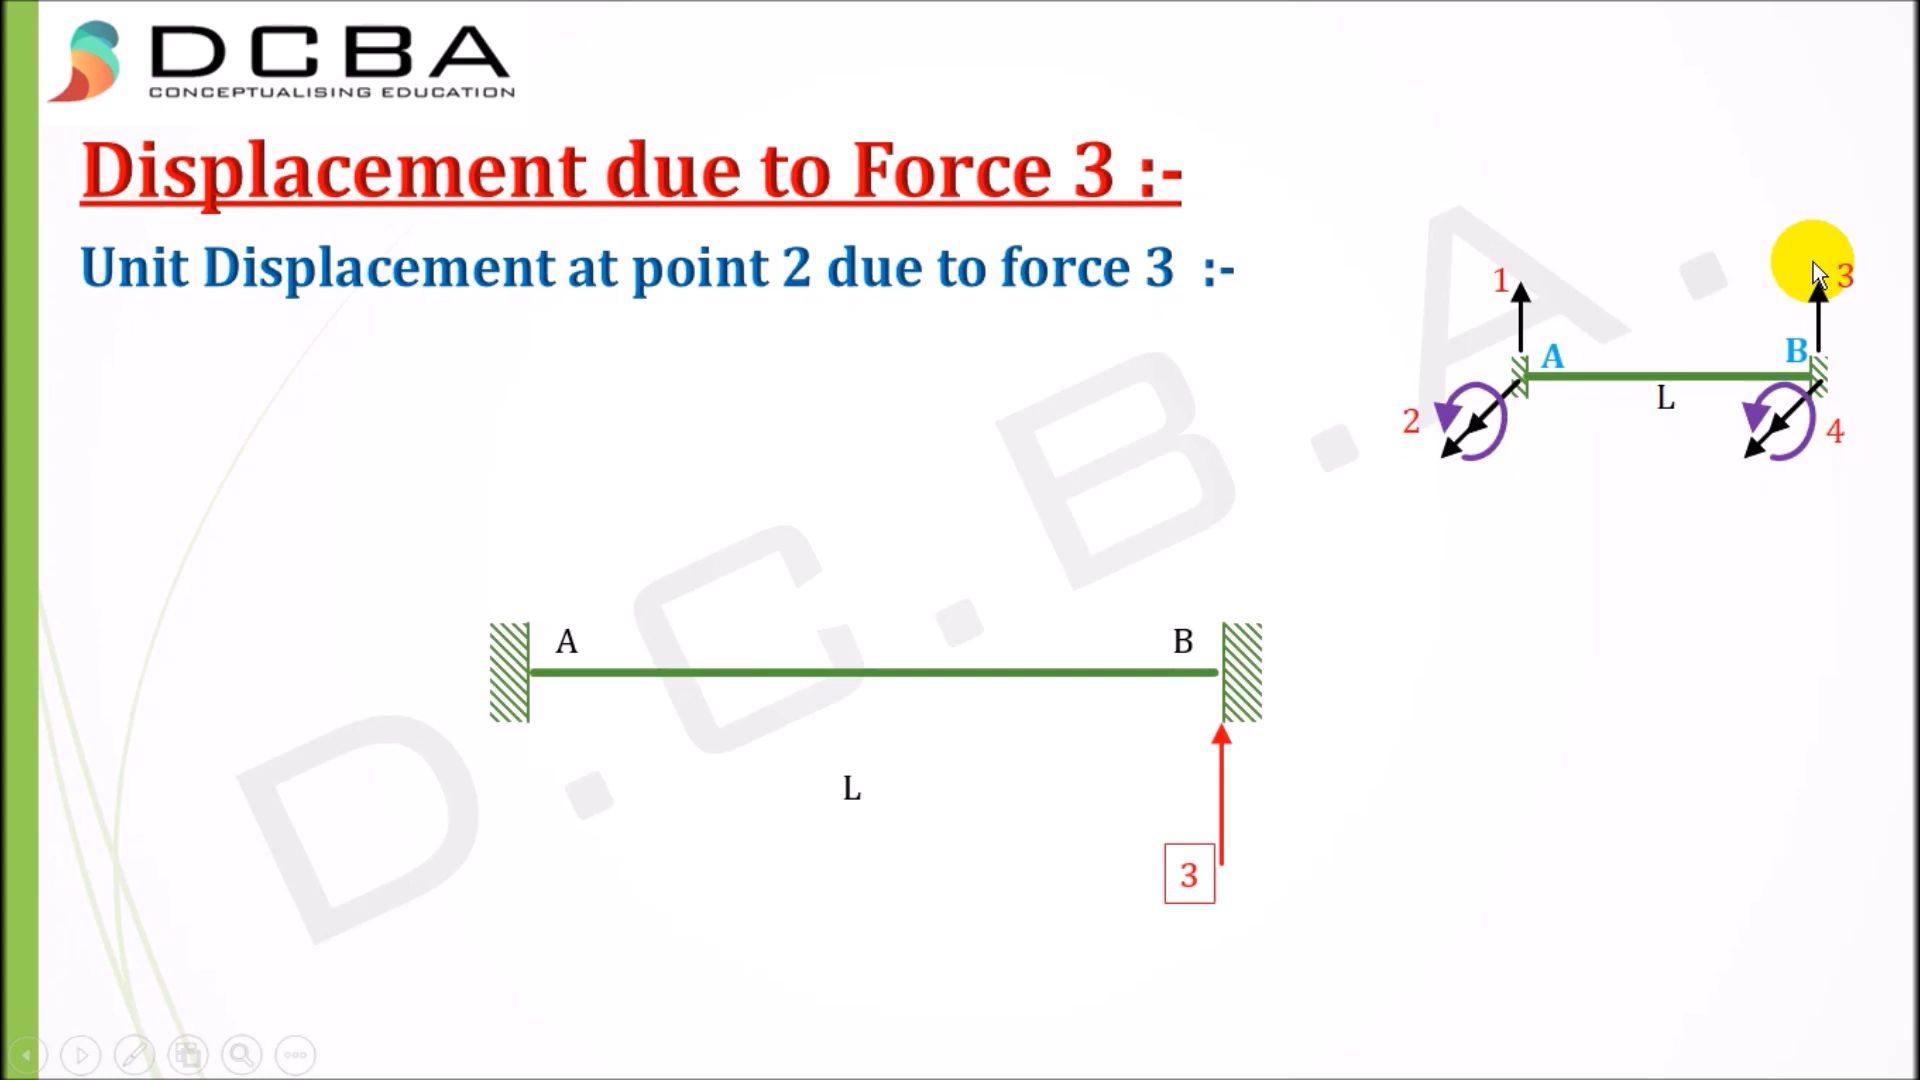 DCBA
CONCEPTUALISING EDUCATION
Displacement due to Force 3 :-
Unit Displacement at point 2 due to force 3 :-
1
3
A
B
L
2
4
D.C.B.A.
A
B
L
3